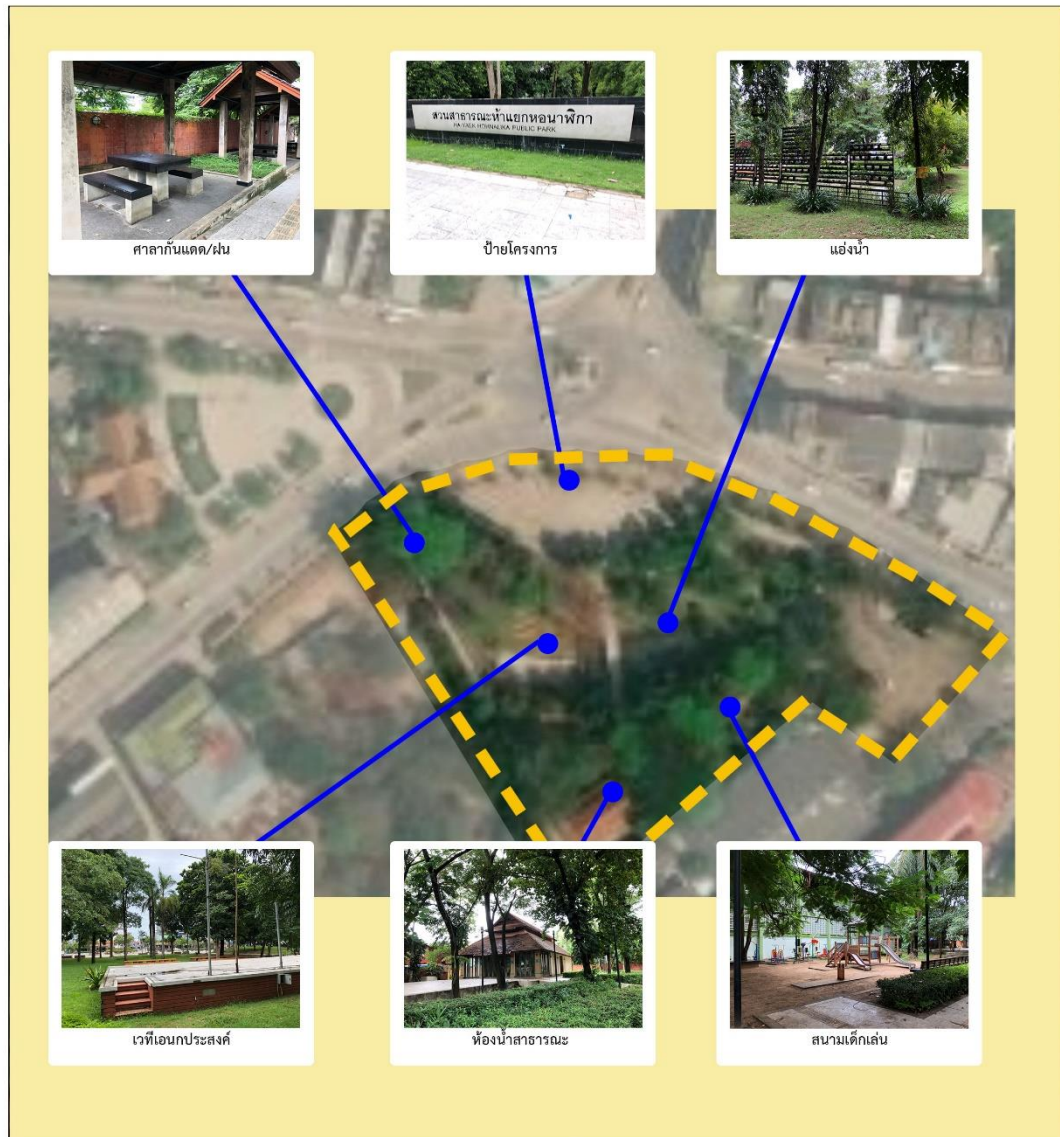 สวนสาธารณะห้าแยกหอนาฬิกา
HA-YAEK HORNALIKA PUBLIC PARK
ศาลากันแดด/ฝน
ป้ายโครงการ
แอ่งน้ำ
เวทีเอนกประสงค์
ห้องน้ำสาธารณะ
สนามเด็กเล่น